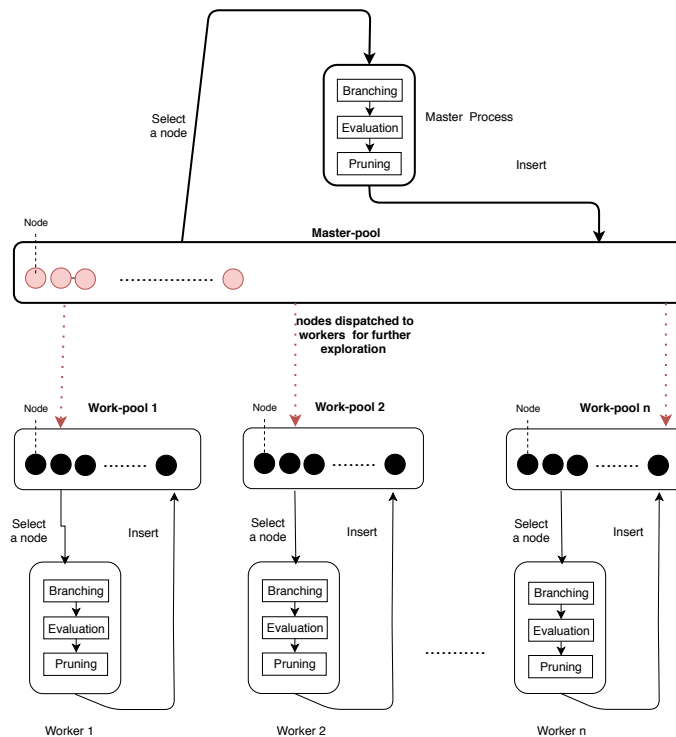 Branching
Select
a node
Master Process
Evaluation
Pruning
Insert
Node
Master-pool
nodes dispatched to
workers for further
exploration
Node
Work-pool 1
Node
Work-pool 2
Node
Work-pool n
Select
a node
Insert
Select
a node
Insert
Select
a node
Insert
Branching
Evaluation
Pruning
Branching
Evaluation
Pruning
Branching
Evaluation
Pruning
Worker 1
Worker 2
Worker n